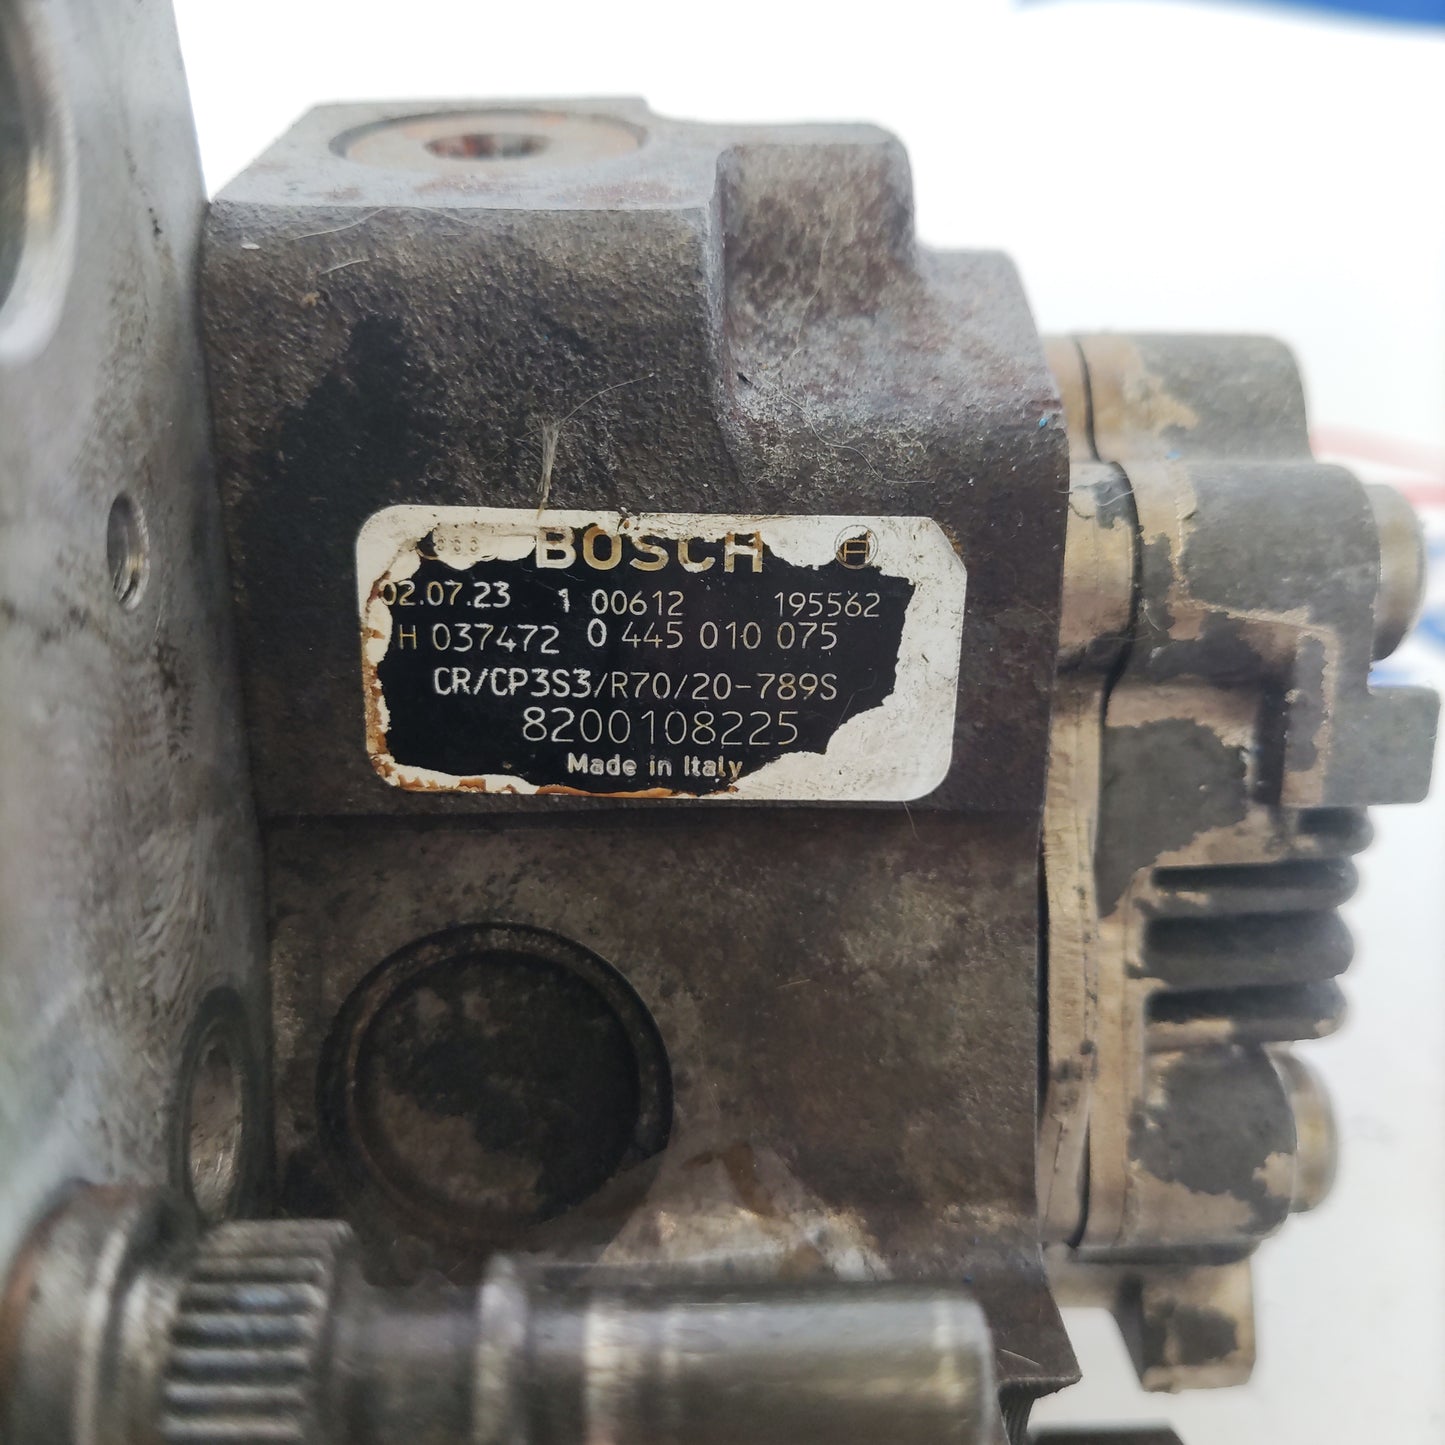 BOSCH
02.07.23 1 00612 195562
H 037472 0 445 010 075
CR/CP3S3/R70/20-789S
8200108225
Made in Italy